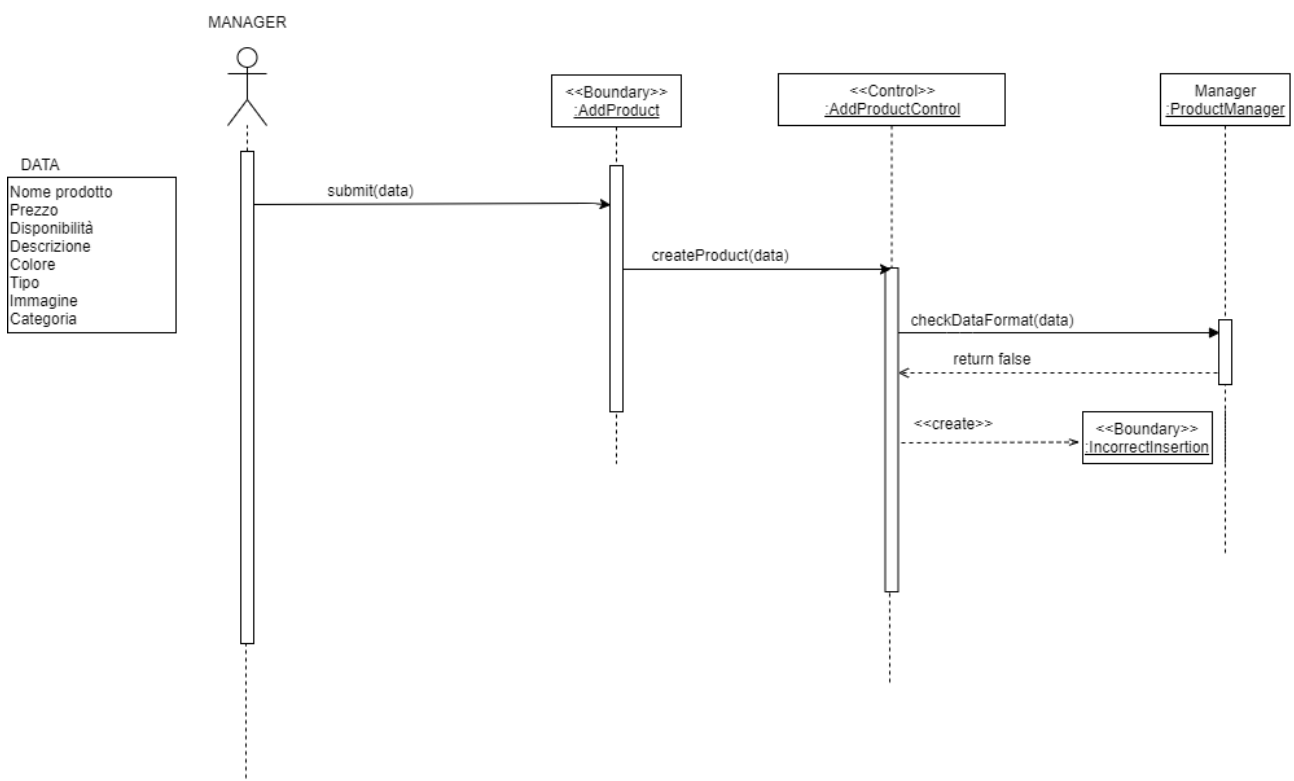 MANAGER
<<Boundary>>
:AddProduct
<<Control>>
:AddProductControl
Manager
:ProductManager
DATA
Nome prodotto
Prezzo
Disponibilità
Descrizione
Colore
Tipo
Immagine
Categoria
submit(data)
createProduct(data)
checkDataFormat(data)
return false
<<create>>
<<Boundary>>
:IncorrectInsertion